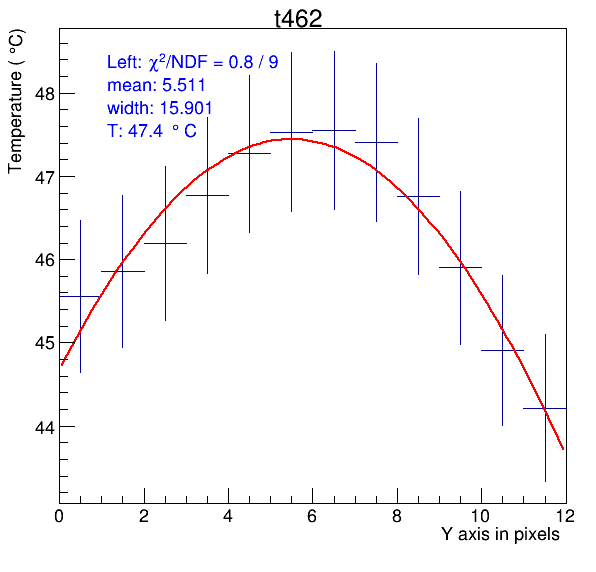 t462
Left: χ²/NDF = 0.8 / 9
mean: 5.511
width: 15.901
T: 47.4 ° C
Temperature ( °C)
48
47
46
45
44
0 2 4 6 8 10 12
Y axis in pixels